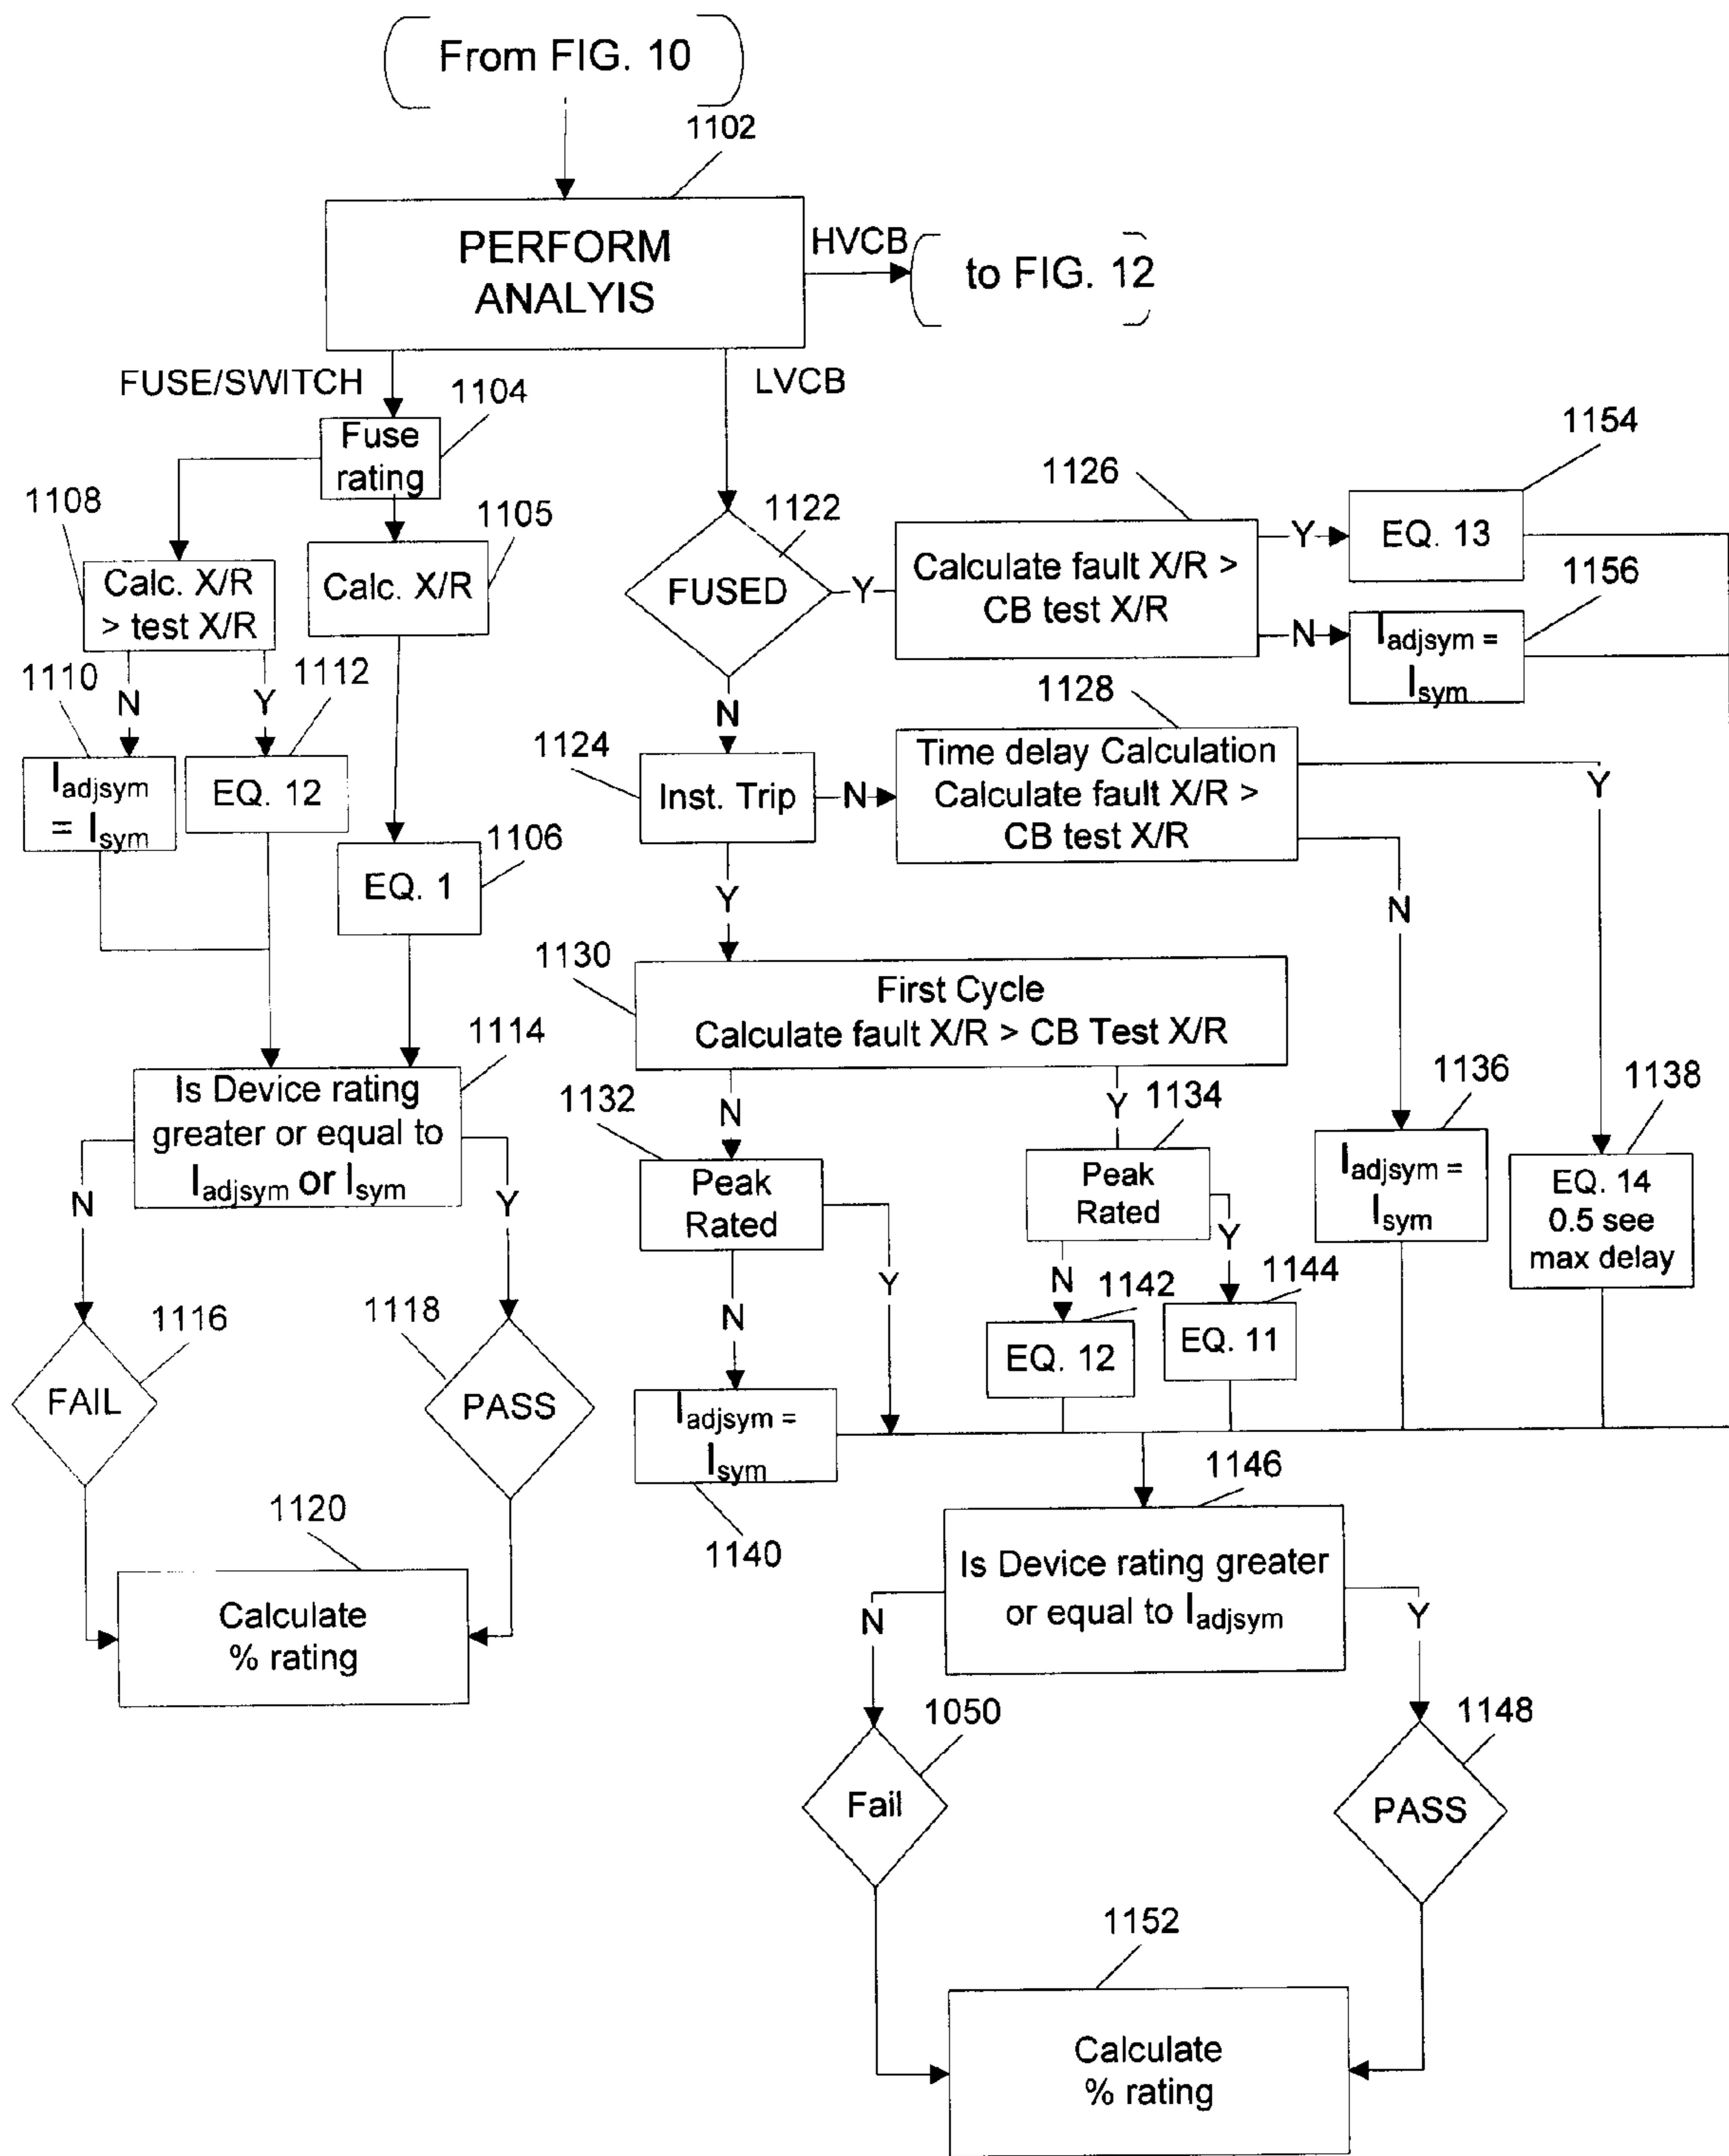 From FIG. 10
1102
PERFORM
ANALYIS
HVCB
to FIG. 12
FUSE/SWITCH
LVCB
1104
Fuse
rating
1154
1126
1108
1105
1122
EQ. 13
Y
Calc. X/R
> test X/R
Calc. X/R
FUSED
Y
Calculate fault X/R >
CB test X/R
1156
N
Iadjsym =
Isym
1110
N
Y
1112
N
1128
1124
Iadjsym
= Isym
EQ. 12
Inst. Trip
N
Time delay Calculation
Calculate fault X/R >
CB test X/R
Y
1106
EQ. 1
Y
N
1130
First Cycle
Calculate fault X/R > CB Test X/R
1114
Is Device rating
greater or equal to
Iadjsym or Isym
1132
N
Y
1134
1136
1138
Peak
Rated
Peak
Rated
Iadjsym =
Isym
EQ. 14
0.5 see
max delay
N
Y
Y
N
Y
N
1142
1144
1116
1118
EQ. 12
EQ. 11
FAIL
PASS
Iadjsym =
Isym
1146
1120
1140
Is Device rating greater
or equal to Iadjsym
Calculate
% rating
N
Y
1050
1148
Fail
PASS
1152
Calculate
% rating